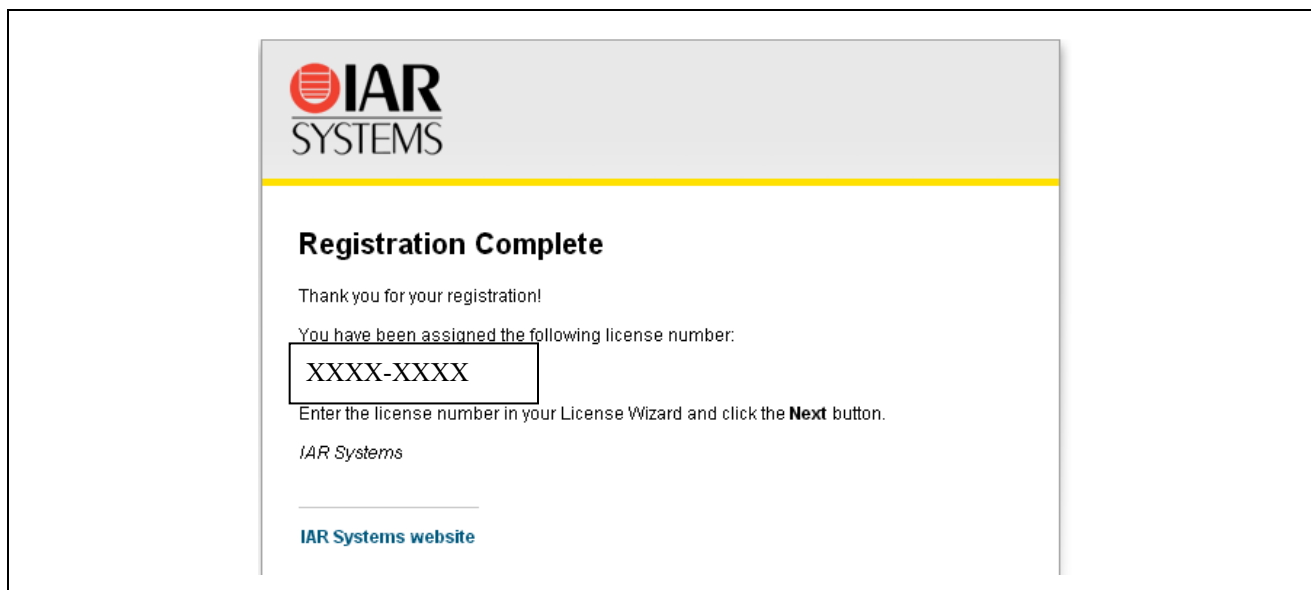 IAR
SYSTEMS
Registration Complete
Thank you for your registration!
You have been assigned the following license number:
XXXX-XXXX
Enter the license number in your License Wizard and click the Next button.
IAR Systems
IAR Systems website